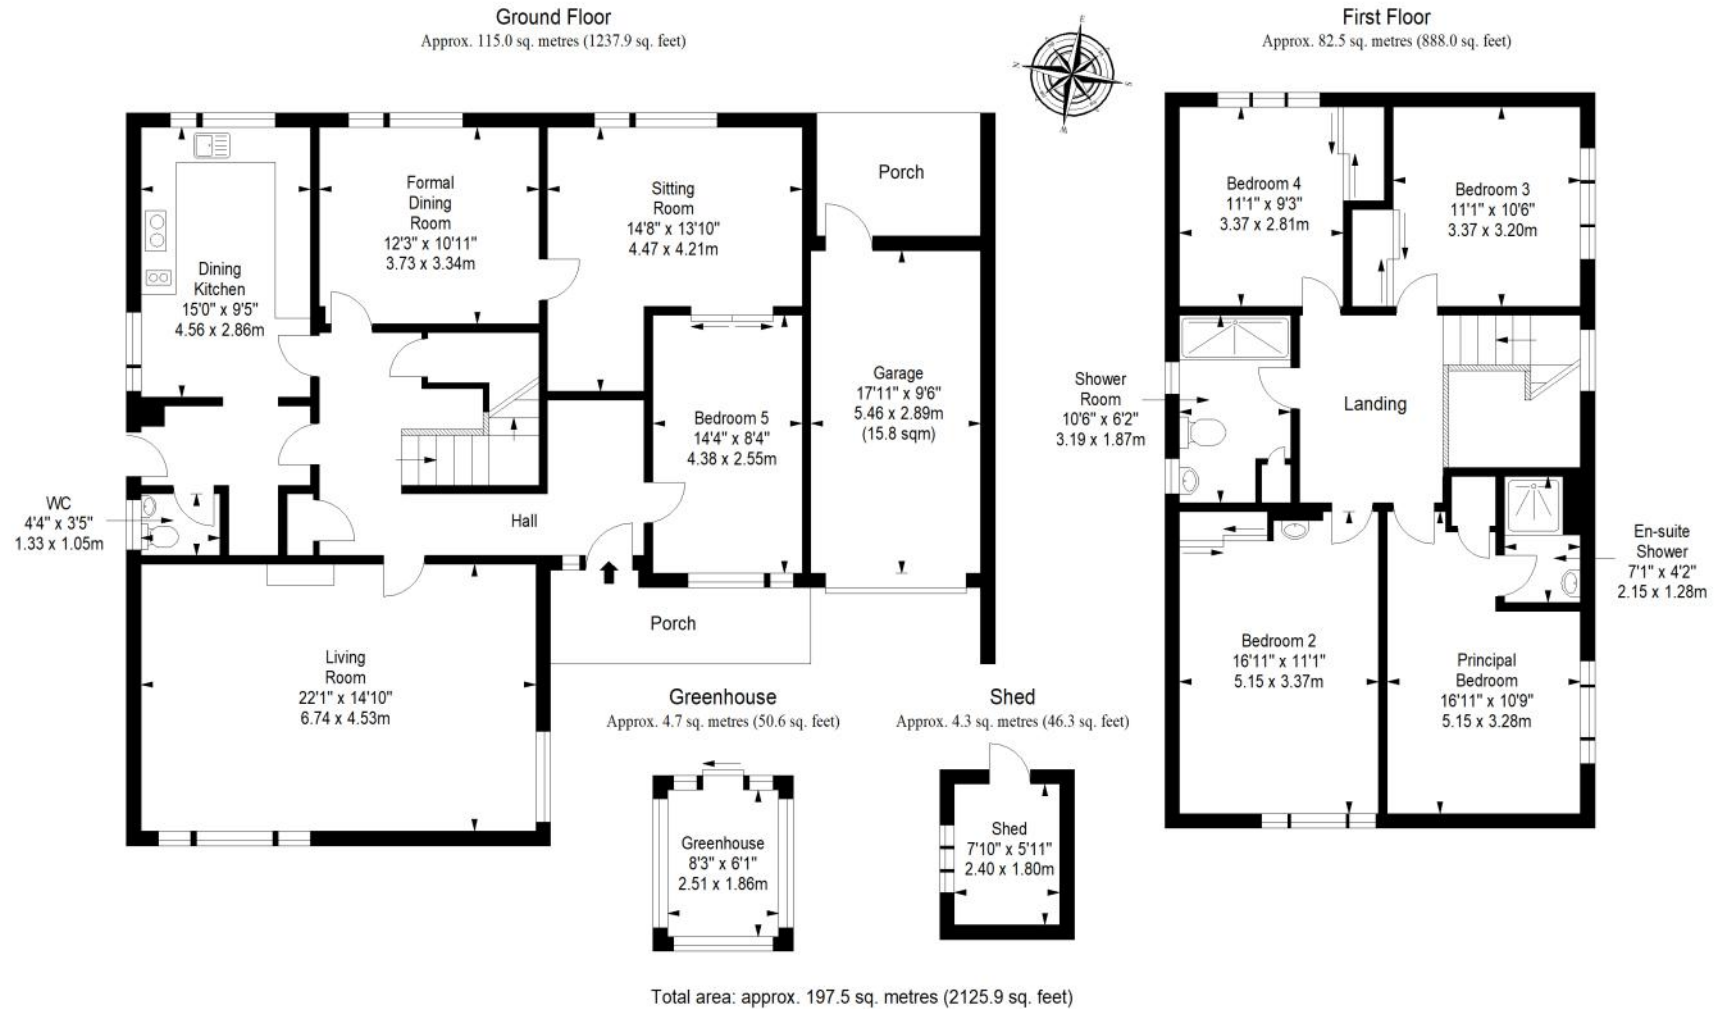 Ground Floor
Approx. 115.0 sq. metres (1237.9 sq. feet)
E
N
S
W
First Floor
Approx. 82.5 sq. metres (888.0 sq. feet)
Porch
Formal
Dining
Room
12'3" x 10'11"
3.73 x 3.34m
Sitting
Room
14'8" x 13'10"
4.47 x 4.21m
Dining
Kitchen
15'0" x 9'5"
4.56 x 2.86m
Garage
17'11" x 9'6"
5.46 x 2.89m
(15.8 sqm)
Bedroom 5
14'4" x 8'4"
4.38 x 2.55m
WC
4'4" x 3'5"
1.33 x 1.05m
Hall
Porch
Living
Room
22'1" x 14'10"
6.74 x 4.53m
Bedroom 4
11'1" x 9'3"
3.37 x 2.81m
Bedroom 3
11'1" x 10'6"
3.37 x 3.20m
Shower
Room
10'6" x 6'2"
3.19 x 1.87m
Landing
En-suite
Shower
7'1" x 4'2"
2.15 x 1.28m
Bedroom 2
16'11" x 11'1"
5.15 x 3.37m
Principal
Bedroom
16'11" x 10'9"
5.15 x 3.28m
Greenhouse
Approx. 4.7 sq. metres (50.6 sq. feet)
Greenhouse
8'3" x 6'1"
2.51 x 1.86m
Shed
Approx. 4.3 sq. metres (46.3 sq. feet)
Shed
7'10" x 5'11"
2.40 x 1.80m
Total area: approx. 197.5 sq. metres (2125.9 sq. feet)